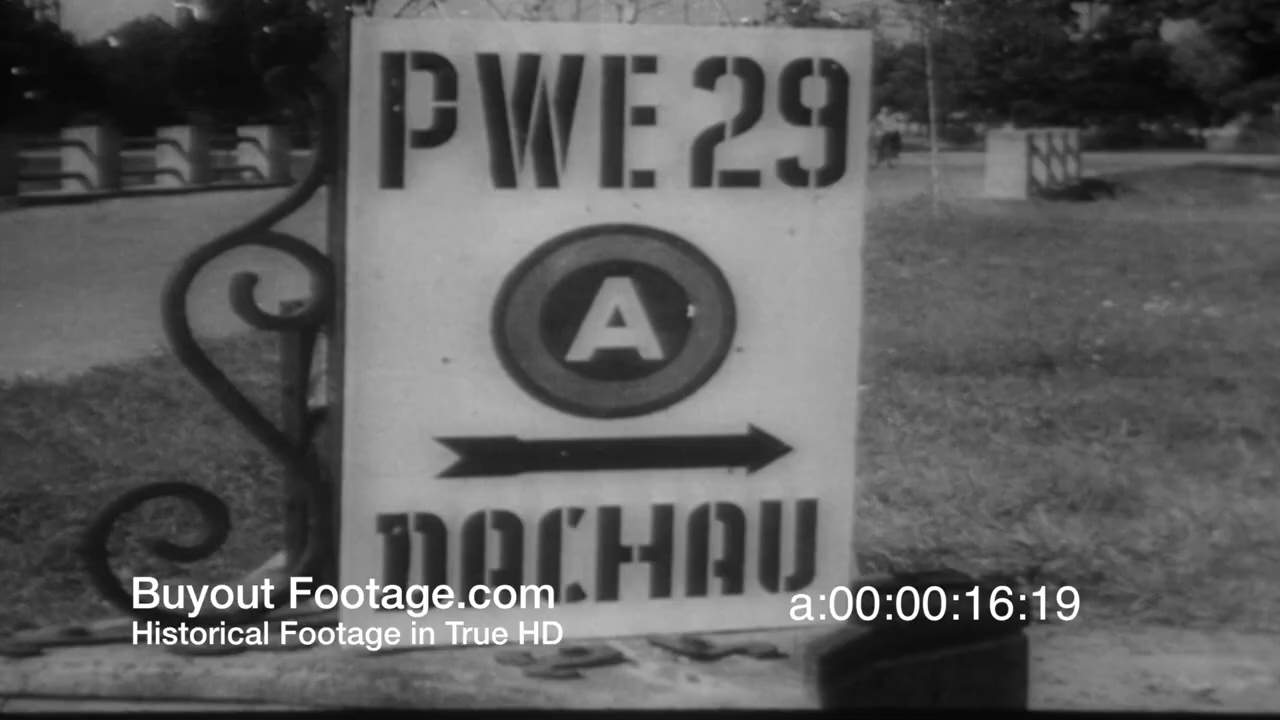 PWE 29
A
DACHAU
Buyout Footage.com
Historical Footage in True HD
a:00:00:16:19